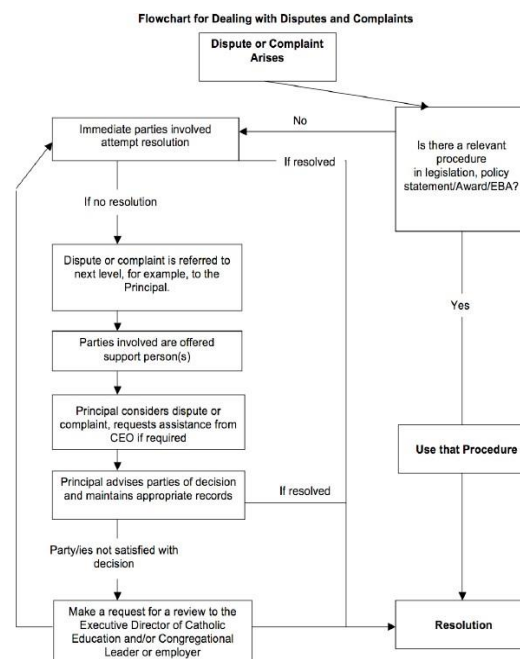 Flowchart for Dealing with Disputes and Complaints
Dispute or Complaint
Arises
No
Immediate parties involved
attempt resolution
Is there a relevant
procedure
in legislation, policy
statement/Award/EBA?
If resolved
If no resolution
Dispute or complaint is referred to
next level, for example, to the
Principal.
Yes
Parties involved are offered
support person(s)
Principal considers dispute or
complaint, requests assistance from
CEO if required
Use that Procedure
Principal advises parties of decision
and maintains appropriate records
If resolved
Party/ies not satisfied with
decision
Make a request for a review to the
Executive Director of Catholic
Education and/or Congregational
Leader or employer
Resolution